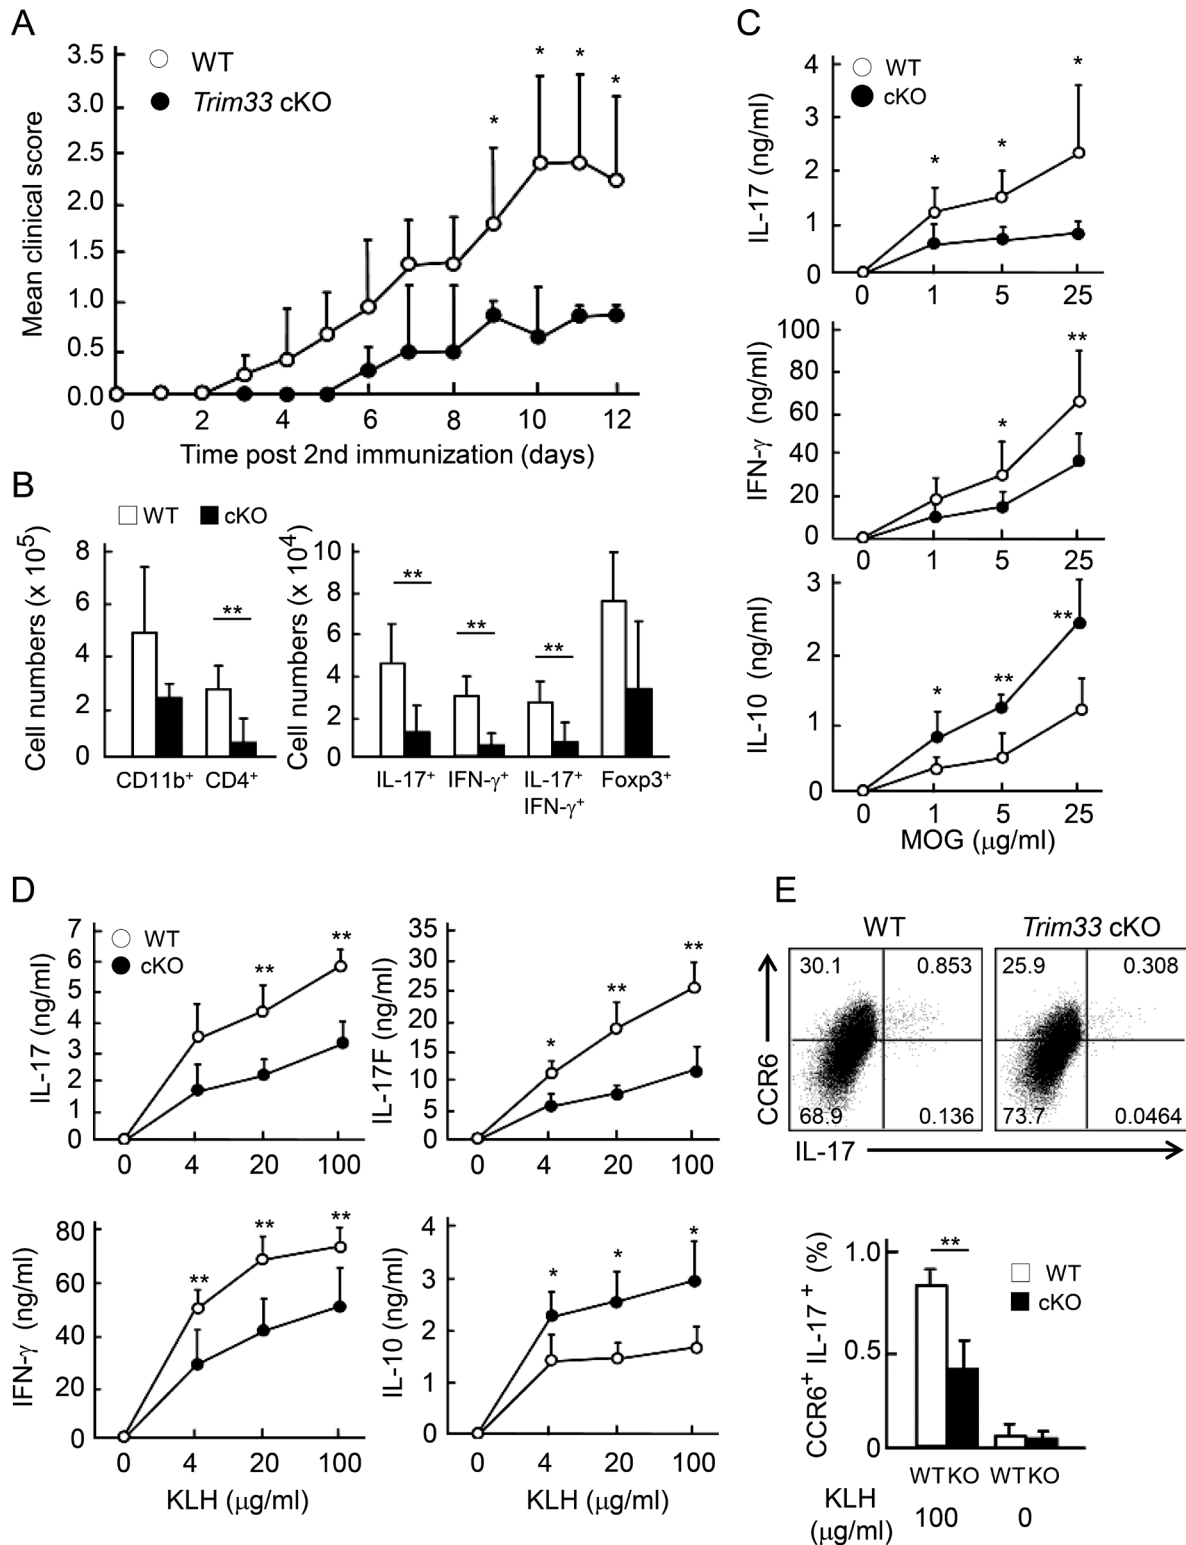 A
WT
Trim33 cKO
Mean clinical score
3.5
3.0
2.5
2.0
1.5
1.0
0.5
0.0
* * * *
0 2 4 6 8 10 12
Time post 2nd immunization (days)
B
WT cKO
Cell numbers (x 10⁵)
8
6
4
2
0
**
CD11b⁺ CD4⁺
Cell numbers (x 10⁴)
10
8
6
4
2
0
** ** **
IL-17⁺ IFN-γ⁺ IL-17⁺ Foxp3⁺
IFN-γ⁺
C
WT
cKO
IL-17 (ng/ml)
4
3
2
1
0
* * *
0 1 5 25
IFN-γ (ng/ml)
100
80
60
40
20
0
* **
0 1 5 25
IL-10 (ng/ml)
3
2
1
0
* ** **
0 1 5 25
MOG (μg/ml)
D
WT
cKO
IL-17 (ng/ml)
7
6
5
4
3
2
1
0
** **
0 4 20 100
IL-17F (ng/ml)
35
30
25
20
15
10
5
0
* ** **
0 4 20 100
IFN-γ (ng/ml)
80
60
40
20
0
** ** **
0 4 20 100
KLH (μg/ml)
IL-10 (ng/ml)
4
3
2
1
0
* * *
0 4 20 100
KLH (μg/ml)
E
WT Trim33 cKO
30.1 0.853 25.9 0.308
68.9 0.136 73.7 0.0464
CCR6
IL-17
CCR6⁺ IL-17⁺ (%)
1.0
0.5
0
**
WT
cKO
WT KO WT KO
KLH
(μg/ml) 100 0